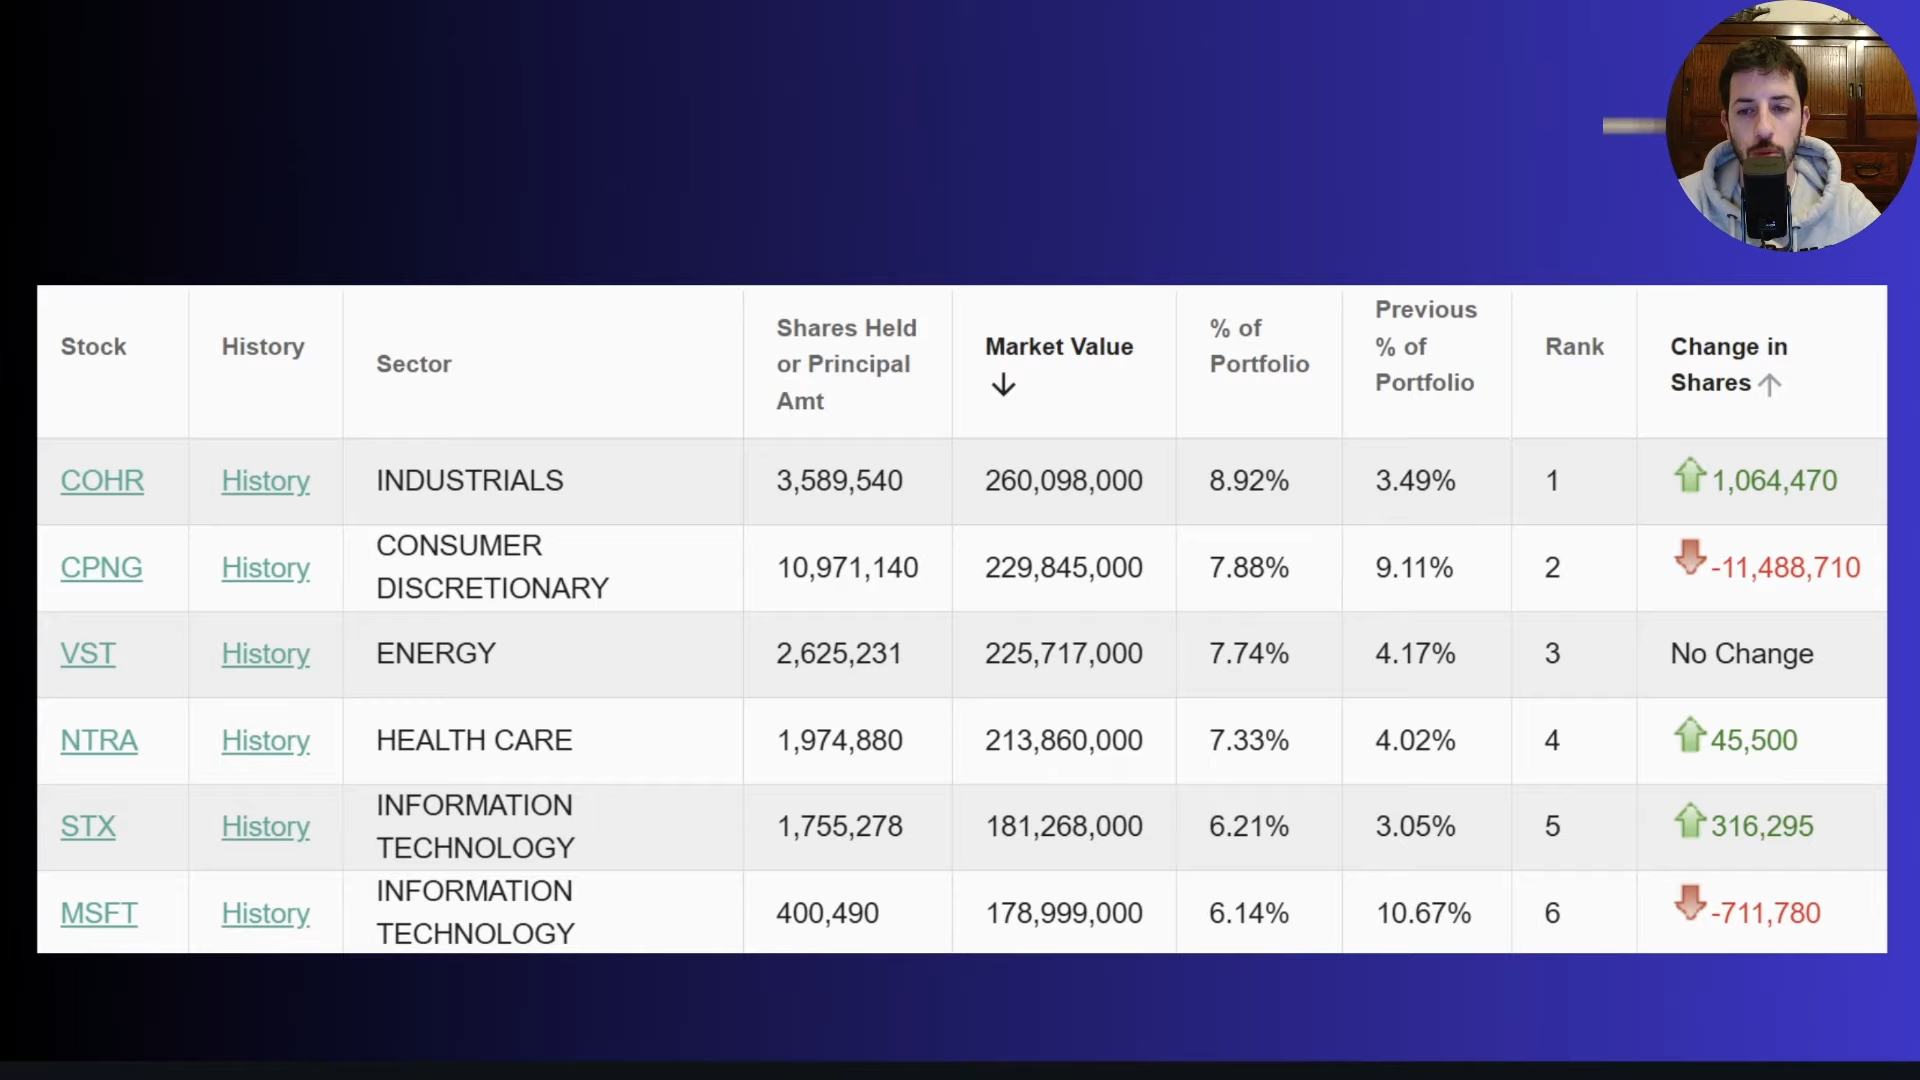 Stock History Sector Shares Held or Principal Amt Market Value ↓ % of Portfolio Previous % of Portfolio Rank Change in Shares ↑
COHR History INDUSTRIALS 3,589,540 260,098,000 8.92% 3.49% 1 1,064,470
CPNG History CONSUMER DISCRETIONARY 10,971,140 229,845,000 7.88% 9.11% 2 -11,488,710
VST History ENERGY 2,625,231 225,717,000 7.74% 4.17% 3 No Change
NTRA History HEALTH CARE 1,974,880 213,860,000 7.33% 4.02% 4 45,500
STX History INFORMATION TECHNOLOGY 1,755,278 181,268,000 6.21% 3.05% 5 316,295
MSFT History INFORMATION TECHNOLOGY 400,490 178,999,000 6.14% 10.67% 6 -711,780